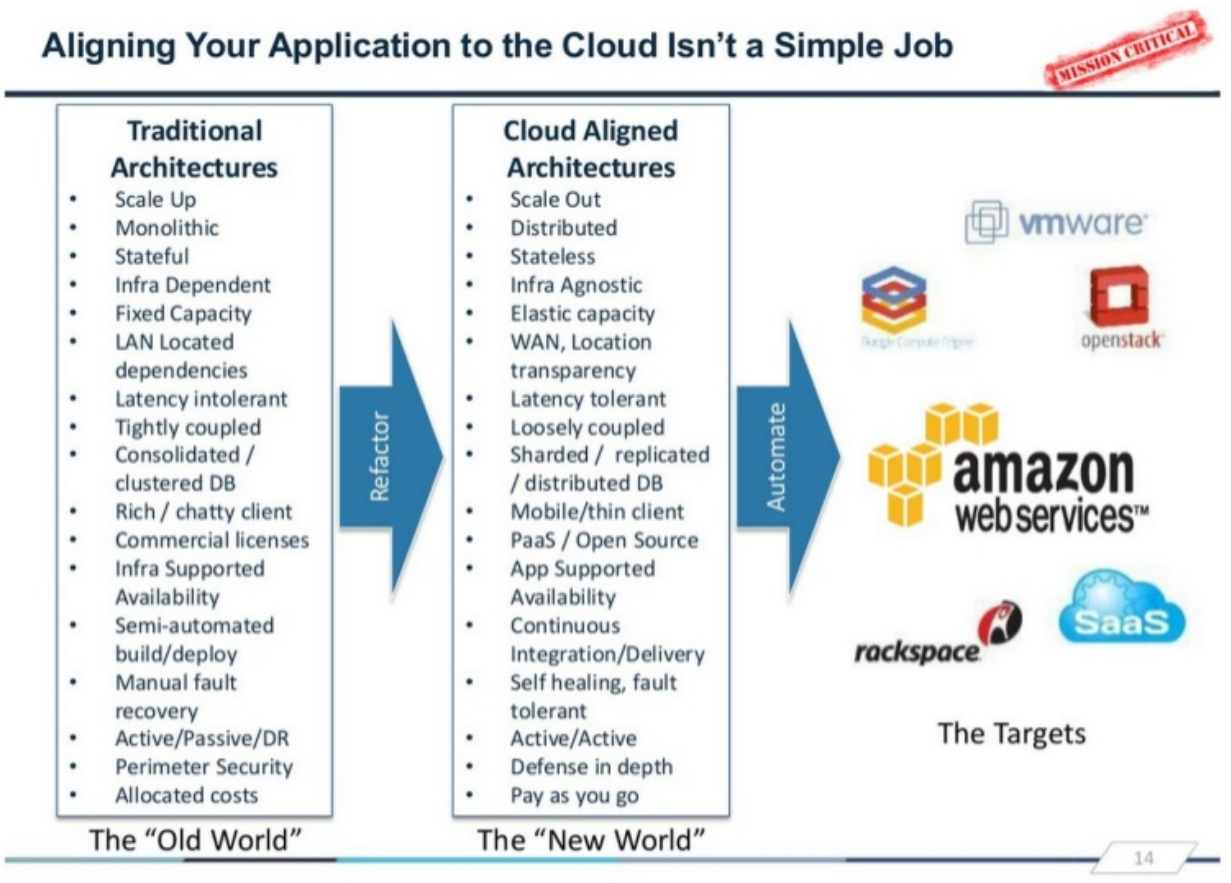 Aligning Your Application to the Cloud Isn't a Simple Job
MISSION CRITICAL
Traditional
Architectures
• Scale Up
• Monolithic
• Stateful
• Infra Dependent
• Fixed Capacity
• LAN Located
dependencies
• Latency intolerant
• Tightly coupled
• Consolidated /
clustered DB
• Rich / chatty client
• Commercial licenses
• Infra Supported
Availability
• Semi-automated
build/deploy
• Manual fault
recovery
• Active/Passive/DR
• Perimeter Security
• Allocated costs
The "Old World"
Refactor
Cloud Aligned
Architectures
• Scale Out
• Distributed
• Stateless
• Infra Agnostic
• Elastic capacity
• WAN, Location
transparency
• Latency tolerant
• Loosely coupled
• Sharded / replicated
/ distributed DB
• Mobile/thin client
• PaaS / Open Source
• App Supported
Availability
• Continuous
Integration/Delivery
• Self healing, fault
tolerant
• Active/Active
• Defense in depth
• Pay as you go
The "New World"
Automate
vmware
Google Compute Engine
openstack
amazon
web services™
rackspace
SaaS
The Targets
14